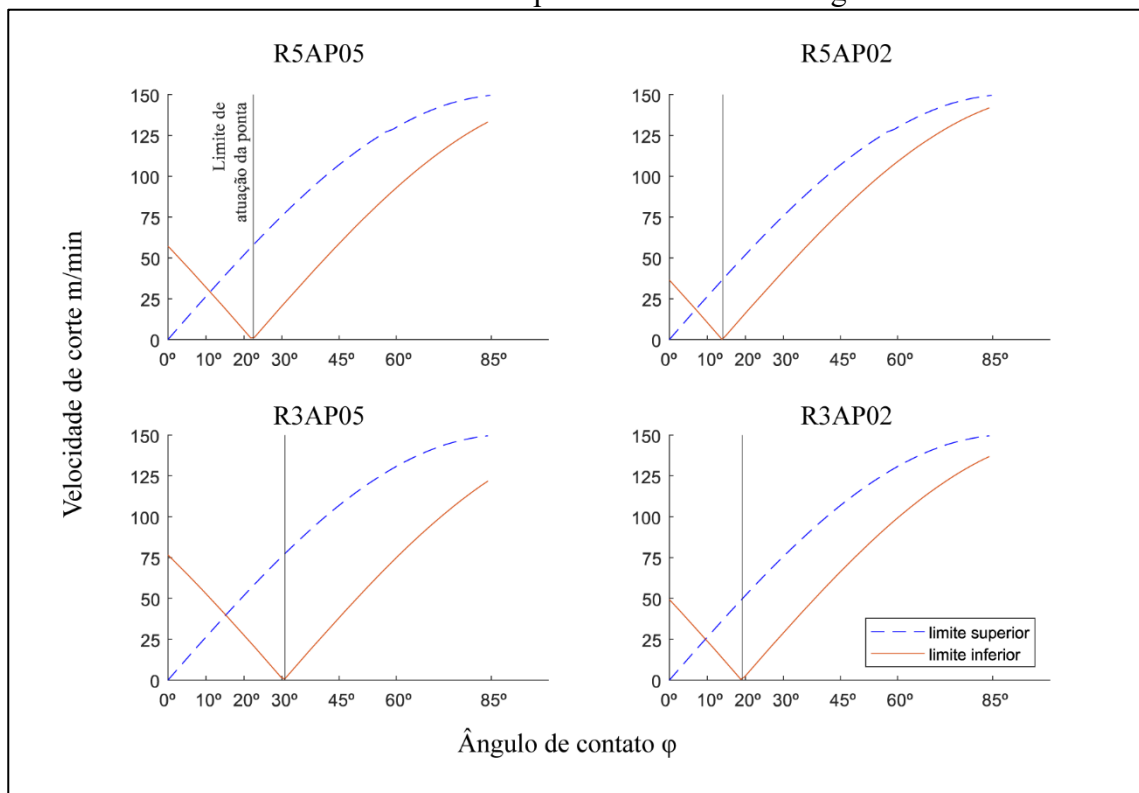 R5AP05
R5AP02
150
125
100
75
50
25
0
Limite de
atuação da ponta
0º 10º 20º 30º 45º 60º 85º
150
125
100
75
50
25
0
0º 10º 20º 30º 45º 60º 85º
Velocidade de corte m/min
R3AP05
R3AP02
150
125
100
75
50
25
0
0º 10º 20º 30º 45º 60º 85º
150
125
100
75
50
25
0
limite superior
limite inferior
0º 10º 20º 30º 45º 60º 85º
Ângulo de contato φ